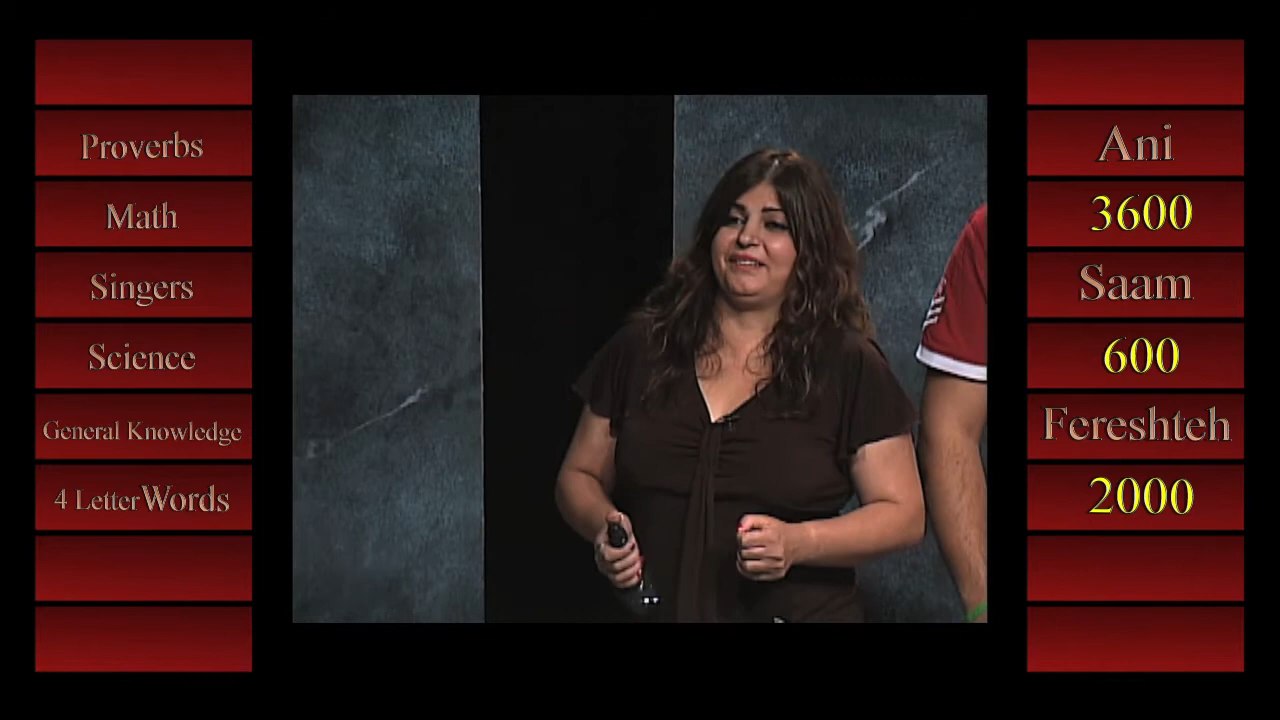 Proverbs
Math
Singers
Science
General Knowledge
4 Letter Words
Ani
3600
Saam
600
Fereshteh
2000